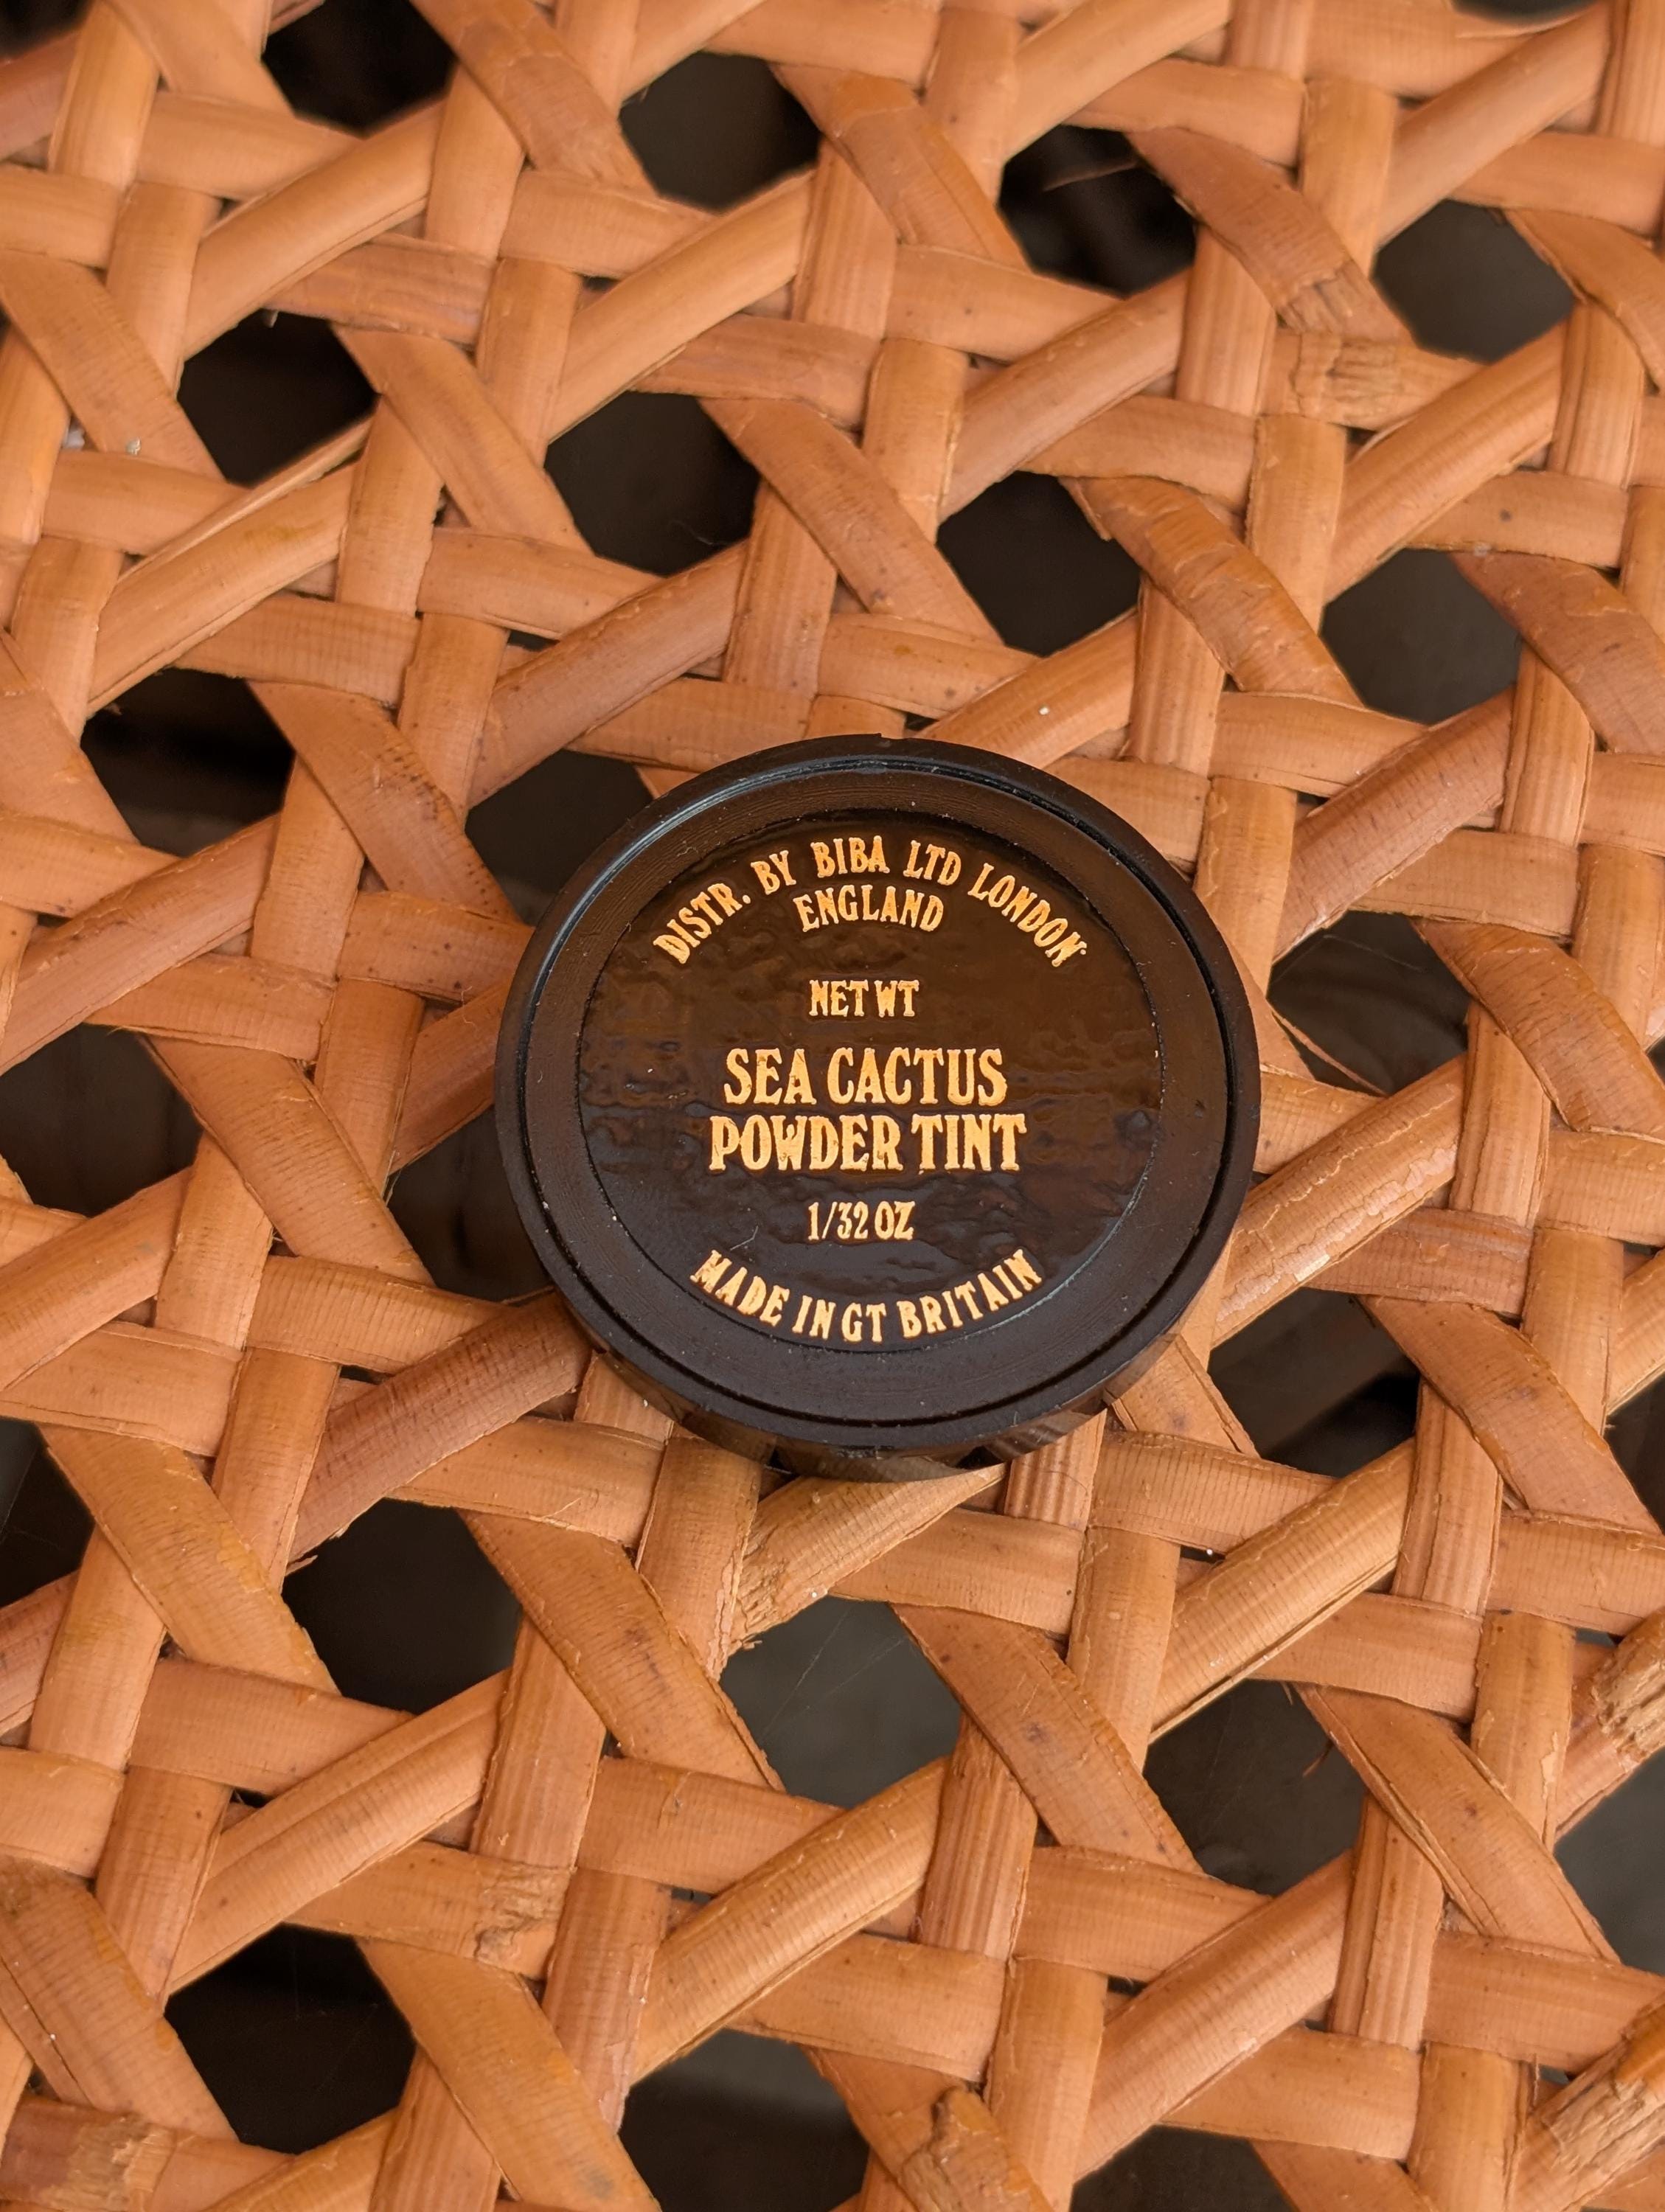 DISTR. BY BIBA LTD LONDON
ENGLAND
NET WT
SEA CACTUS
POWDER TINT
1/32 OZ
MADE IN GT BRITAIN